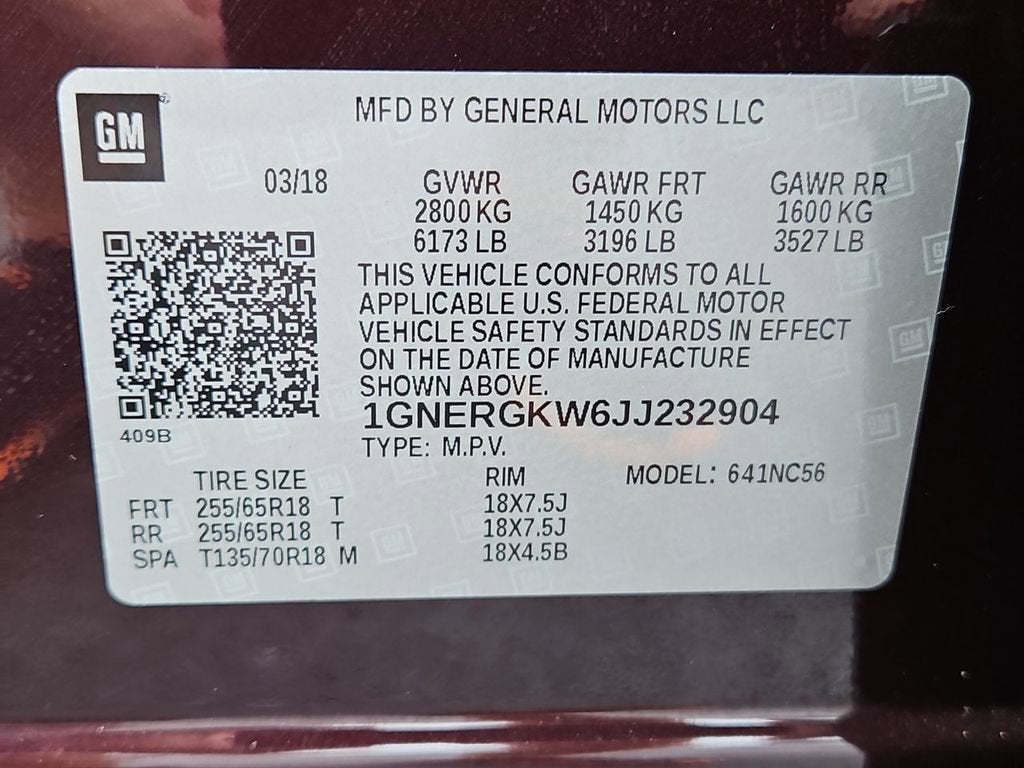 GM
MFD BY GENERAL MOTORS LLC
03/18 GVWR GAWR FRT GAWR RR
2800 KG 1450 KG 1600 KG
6173 LB 3196 LB 3527 LB
THIS VEHICLE CONFORMS TO ALL
APPLICABLE U.S. FEDERAL MOTOR
VEHICLE SAFETY STANDARDS IN EFFECT
ON THE DATE OF MANUFACTURE
SHOWN ABOVE.
1GNERGKW6JJ232904
409B
TYPE: M.P.V.
TIRE SIZE RIM MODEL: 641NC56
FRT 255/65R18 T 18X7.5J
RR 255/65R18 T 18X7.5J
SPA T135/70R18 M 18X4.5B